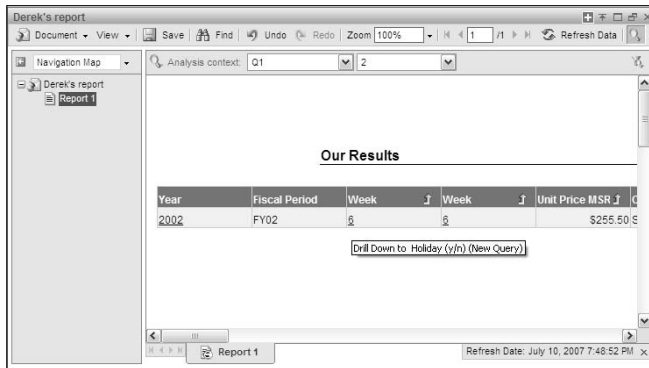 Derek's report
Document View Save Find Undo Redo Zoom 100% 1 /1 Refresh Data
Navigation Map Analysis context: Q1 2
Derek's report
Report 1
Our Results
Year Fiscal Period Week Week Unit Price MSR
2002 FY02 6 6 $255.50 S
Drill Down to Holiday (y/n) (New Query)
Report 1 Refresh Date: July 10, 2007 7:48:52 PM